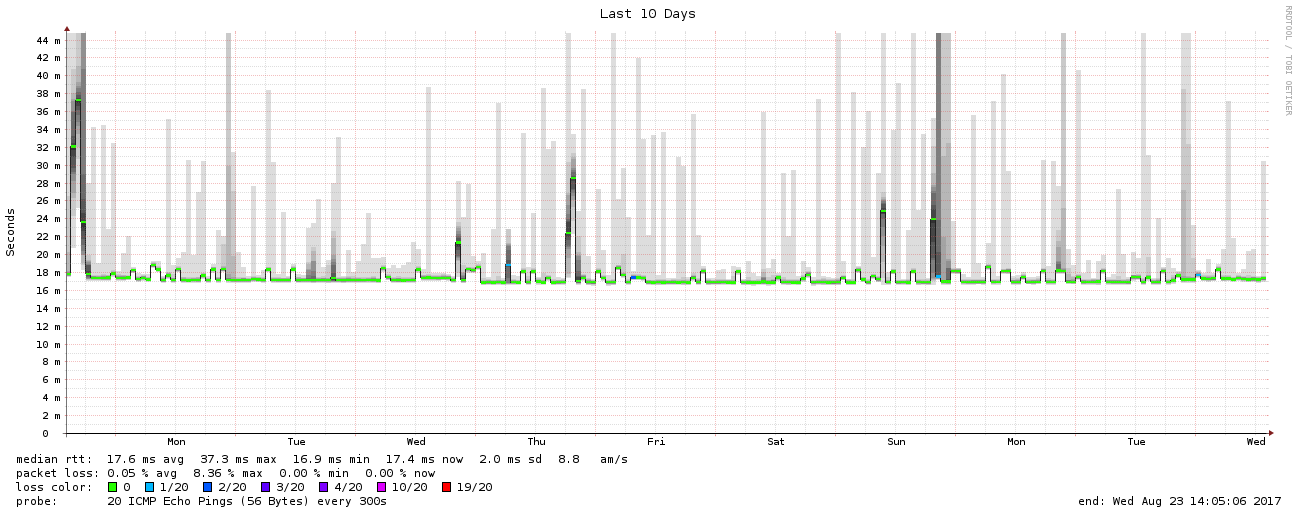 Last 10 Days
RRDTOOL / TOBI OETIKER
Seconds
44 m
42 m
40 m
38 m
36 m
34 m
32 m
30 m
28 m
26 m
24 m
22 m
20 m
18 m
16 m
14 m
12 m
10 m
8 m
6 m
4 m
2 m
0
Mon Tue Wed Thu Fri Sat Sun Mon Tue Wed
median rtt: 17.6 ms avg 37.3 ms max 16.9 ms min 17.4 ms now 2.0 ms sd 8.8 am/s
packet loss: 0.05 % avg 8.36 % max 0.00 % min 0.00 % now
loss color: 0 1/20 2/20 3/20 4/20 10/20 19/20
probe: 20 ICMP Echo Pings (56 Bytes) every 300s end: Wed Aug 23 14:05:06 2017